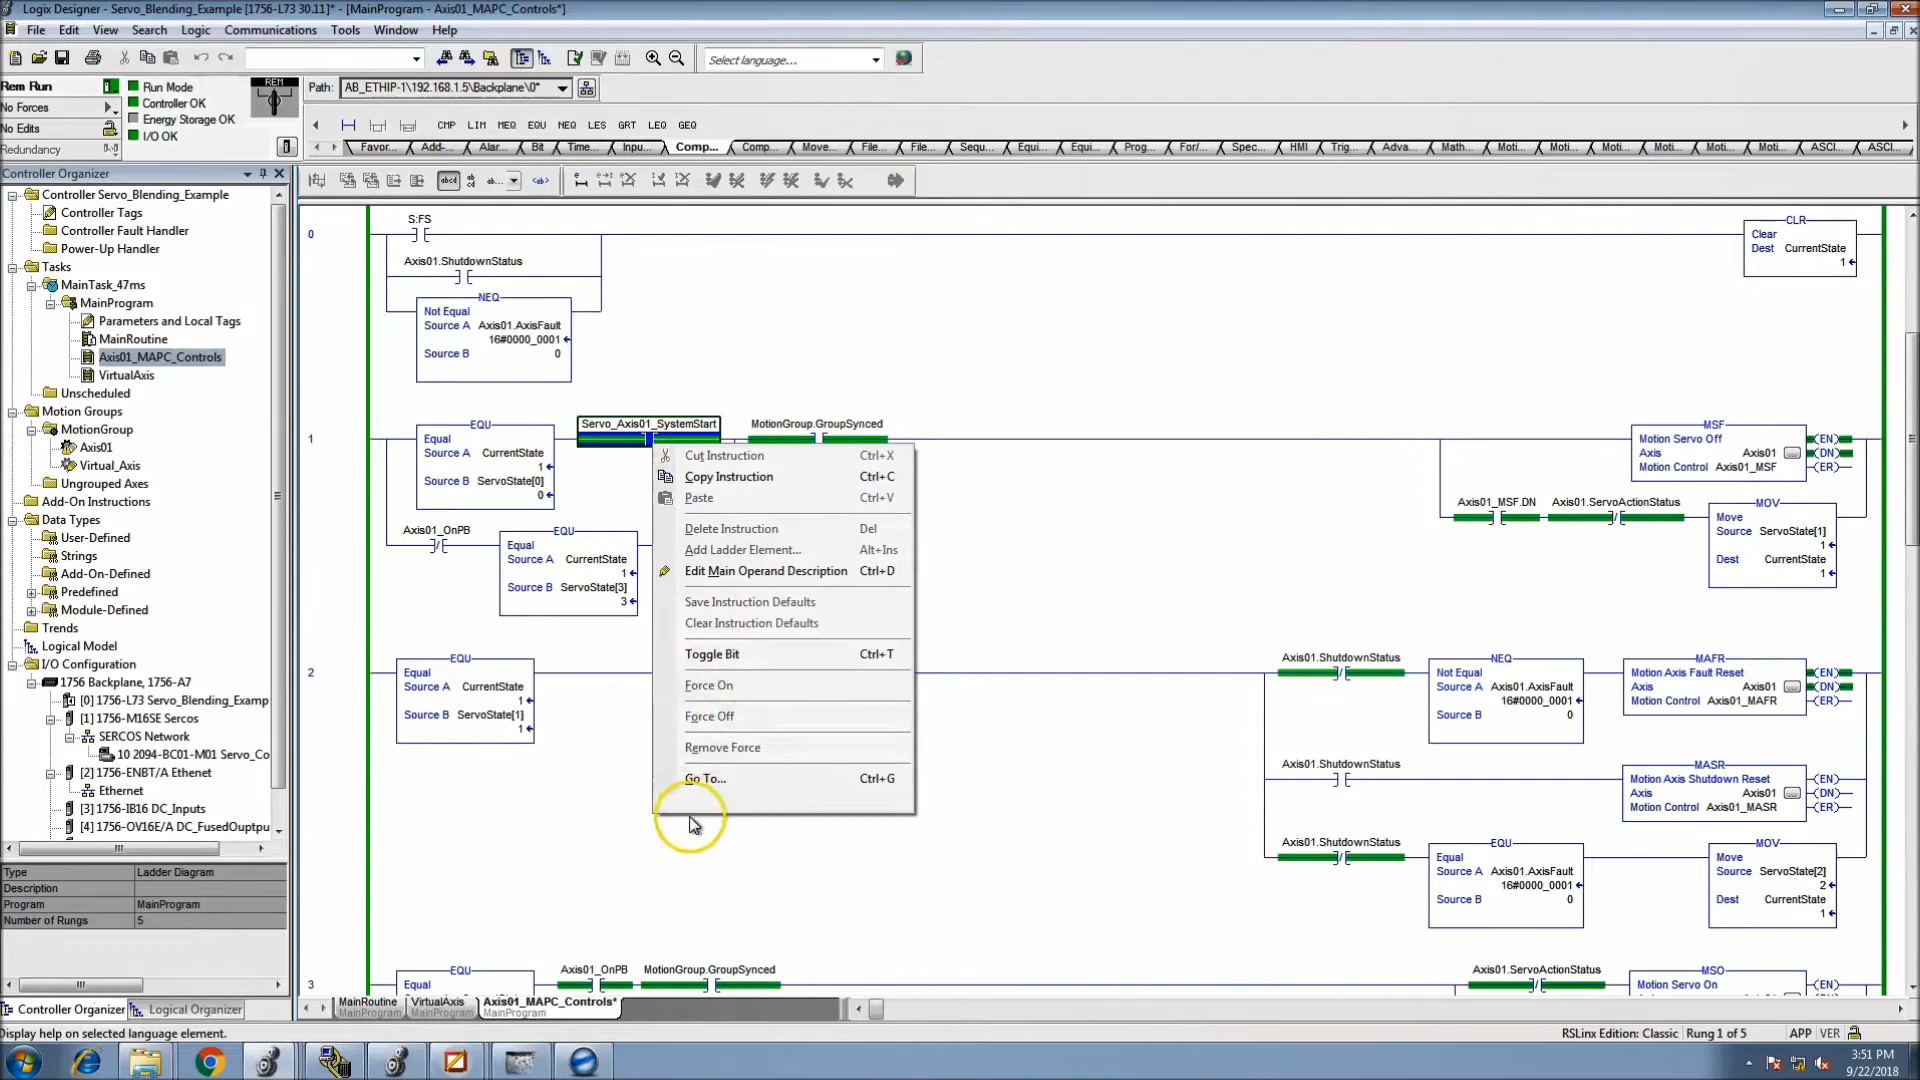 Logix Designer - Servo_Blending_Example [1756-L73 30.11]* - [MainProgram - Axis01_MAPC_Controls*]
File Edit View Search Logic Communications Tools Window Help
Select language...
Rem Run
No Forces
No Edits
Redundancy
Run Mode
Controller OK
Energy Storage OK
I/O OK
REM
Path: AB_ETHIP-1\192.168.1.5\Backplane\0*
CMP LIM MEQ EQU NEQ LES GRT LEQ GEQ
Favor... Add-... Alar... Bit Time... Inpu... Comp... Comp... Move... File... File... Sequ... Equi... Equi... Prog... For/... Spec... HMI Trig... Adva... Math... Moti... Moti... Moti... Moti... Moti... Moti... ASCI... ASCI...
Controller Organizer
Controller Servo_Blending_Example
Controller Tags
Controller Fault Handler
Power-Up Handler
Tasks
MainTask_47ms
MainProgram
Parameters and Local Tags
MainRoutine
Axis01_MAPC_Controls
VirtualAxis
Unscheduled
Motion Groups
MotionGroup
Axis01
Virtual_Axis
Ungrouped Axes
Add-On Instructions
Data Types
User-Defined
Strings
Add-On-Defined
Predefined
Module-Defined
Trends
Logical Model
I/O Configuration
1756 Backplane, 1756-A7
[0] 1756-L73 Servo_Blending_Examp
[1] 1756-M16SE Sercos
SERCOS Network
10 2094-BC01-M01 Servo_Co
[2] 1756-ENBT/A Ethenet
Ethernet
[3] 1756-IB16 DC_Inputs
[4] 1756-OV16E/A DC_FusedOuptpu
Type Ladder Diagram
Description
Program MainProgram
Number of Rungs 5
Controller Organizer Logical Organizer
0
S:FS
Axis01.ShutdownStatus
NEQ
Not Equal
Source A Axis01.AxisFault
16#0000_0001
Source B 0
CLR
Clear
Dest CurrentState
1
1
EQU
Equal
Source A CurrentState
1
Source B ServoState[0]
0
Servo_Axis01_SystemStart
MotionGroup.GroupSynced
Axis01_OnPB
EQU
Equal
Source A CurrentState
1
Source B ServoState[3]
3
MSF
Motion Servo Off
Axis Axis01
Motion Control Axis01_MSF
EN
DN
ER
Axis01_MSF.DN
Axis01.ServoActionStatus
MOV
Move
Source ServoState[1]
1
Dest CurrentState
1
Cut Instruction Ctrl+X
Copy Instruction Ctrl+C
Paste Ctrl+V
Delete Instruction Del
Add Ladder Element... Alt+Ins
Edit Main Operand Description Ctrl+D
Save Instruction Defaults
Clear Instruction Defaults
Toggle Bit Ctrl+T
Force On
Force Off
Remove Force
Go To... Ctrl+G
2
EQU
Equal
Source A CurrentState
1
Source B ServoState[1]
1
Axis01.ShutdownStatus
NEQ
Not Equal
Source A Axis01.AxisFault
16#0000_0001
Source B 0
MAFR
Motion Axis Fault Reset
Axis Axis01
Motion Control Axis01_MAFR
EN
DN
ER
Axis01.ShutdownStatus
MASR
Motion Axis Shutdown Reset
Axis Axis01
Motion Control Axis01_MASR
EN
DN
ER
Axis01.ShutdownStatus
EQU
Equal
Source A Axis01.AxisFault
16#0000_0001
Source B 0
MOV
Move
Source ServoState[2]
2
Dest CurrentState
1
3
EQU
Equal
Axis01_OnPB
MotionGroup.GroupSynced
Axis01.ServoActionStatus
MSO
Motion Servo On
EN
MainRoutine VirtualAxis Axis01_MAPC_Controls*
MainProgram MainProgram MainProgram
Display help on selected language element.
RSLinx Edition: Classic Rung 1 of 5 APP VER
3:51 PM
9/22/2018